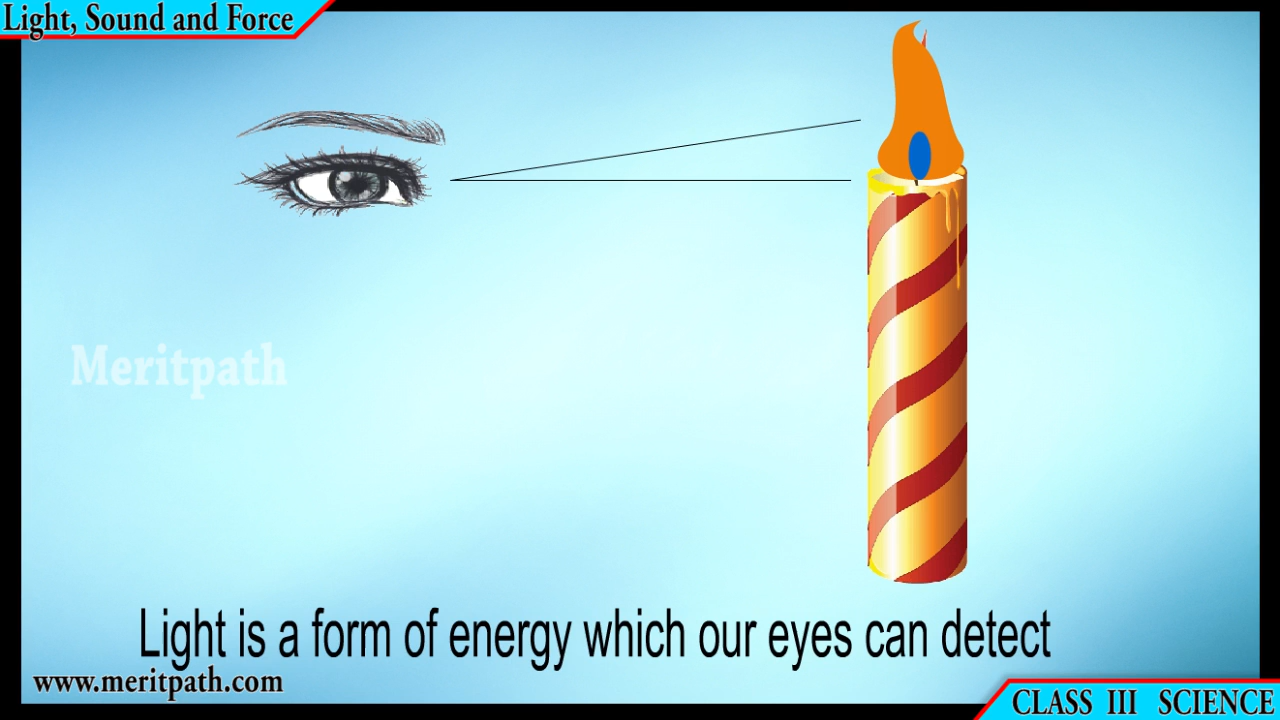 Light, Sound and Force
Meritpath
Light is a form of energy which our eyes can detect
www.meritpath.com
CLASS III SCIENCE